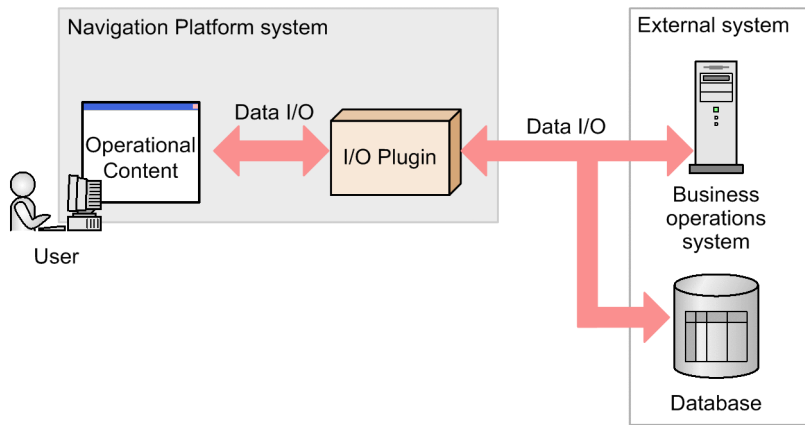 Navigation Platform system
External system
Data I/O
Data I/O
Operational
Content
I/O Plugin
Business
operations
system
User
Database